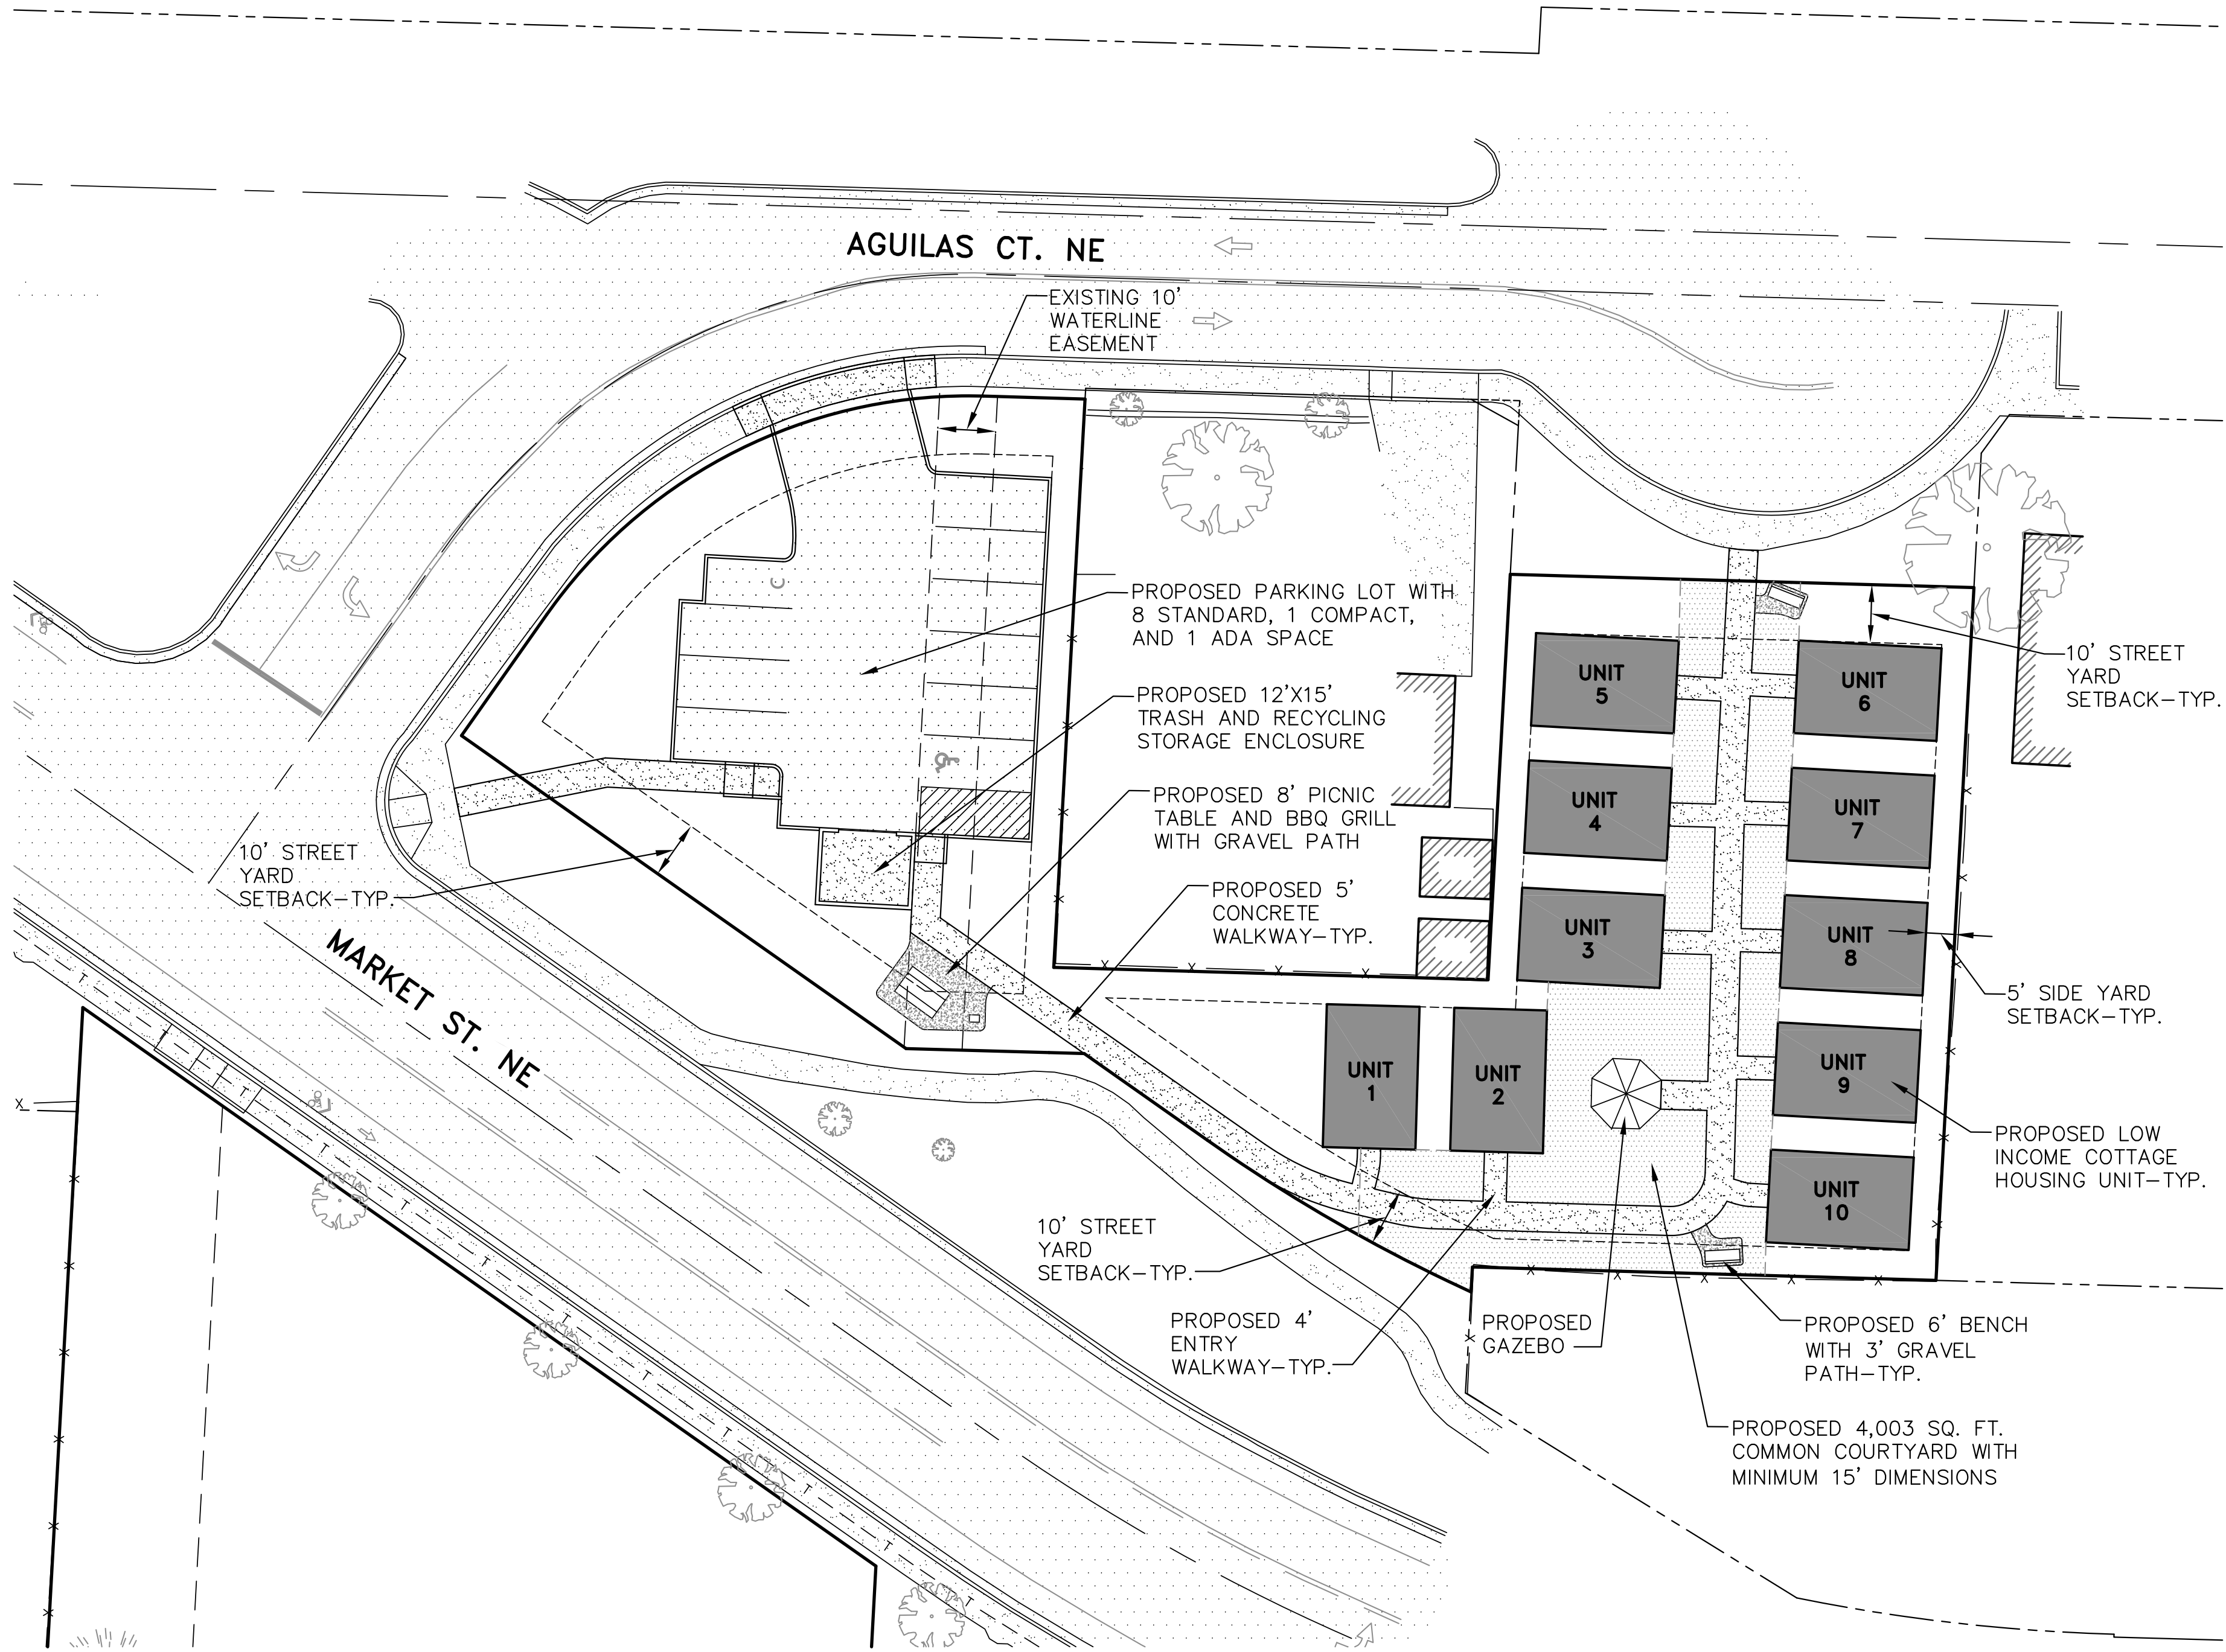 AGUILAS CT. NE
EXISTING 10'
WATERLINE
EASEMENT
C
PROPOSED PARKING LOT WITH
8 STANDARD, 1 COMPACT,
AND 1 ADA SPACE
PROPOSED 12'X15'
TRASH AND RECYCLING
STORAGE ENCLOSURE
PROPOSED 8' PICNIC
TABLE AND BBQ GRILL
WITH GRAVEL PATH
PROPOSED 5'
CONCRETE
WALKWAY-TYP.
10' STREET
YARD
SETBACK-TYP.
MARKET ST. NE
UNIT
5
UNIT
6
10' STREET
YARD
SETBACK-TYP.
UNIT
4
UNIT
7
UNIT
3
UNIT
8
5' SIDE YARD
SETBACK-TYP.
UNIT
1
UNIT
2
UNIT
9
PROPOSED LOW
INCOME COTTAGE
HOUSING UNIT-TYP.
UNIT
10
10' STREET
YARD
SETBACK-TYP.
PROPOSED 4'
ENTRY
WALKWAY-TYP.
PROPOSED
GAZEBO
PROPOSED 6' BENCH
WITH 3' GRAVEL
PATH-TYP.
PROPOSED 4,003 SQ. FT.
COMMON COURTYARD WITH
MINIMUM 15' DIMENSIONS